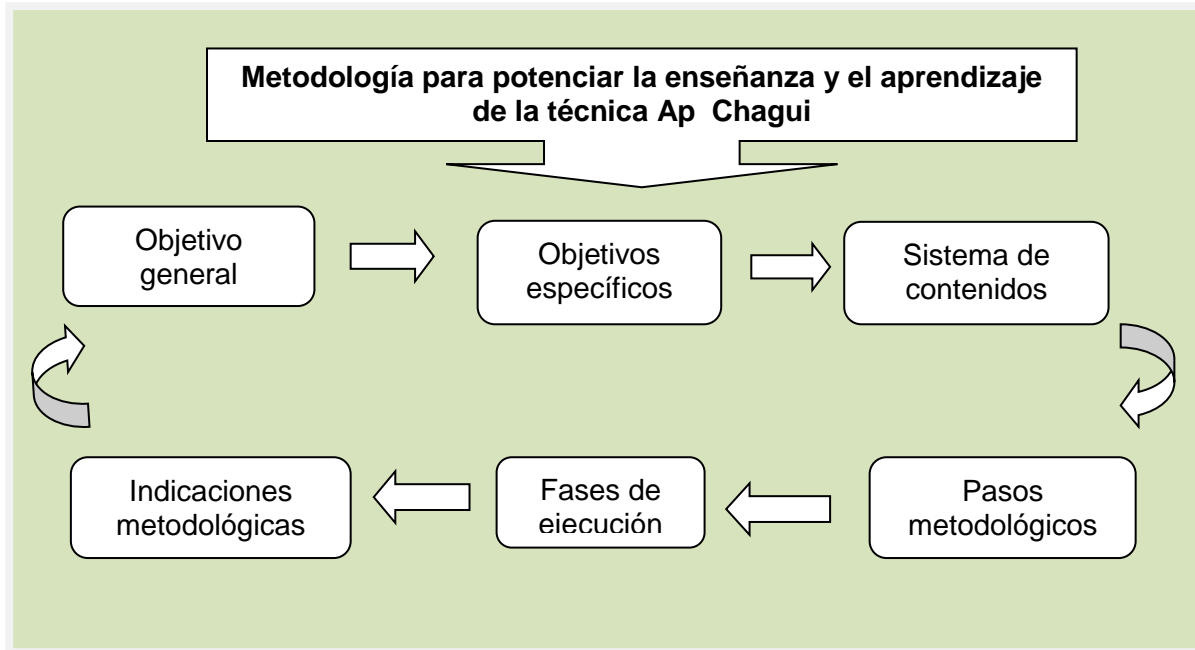 Metodología para potenciar la enseñanza y el aprendizaje
de la técnica Ap Chagui
Objetivo
general
Objetivos
específicos
Sistema de
contenidos
Pasos
metodológicos
Fases de
ejecución
Indicaciones
metodológicas